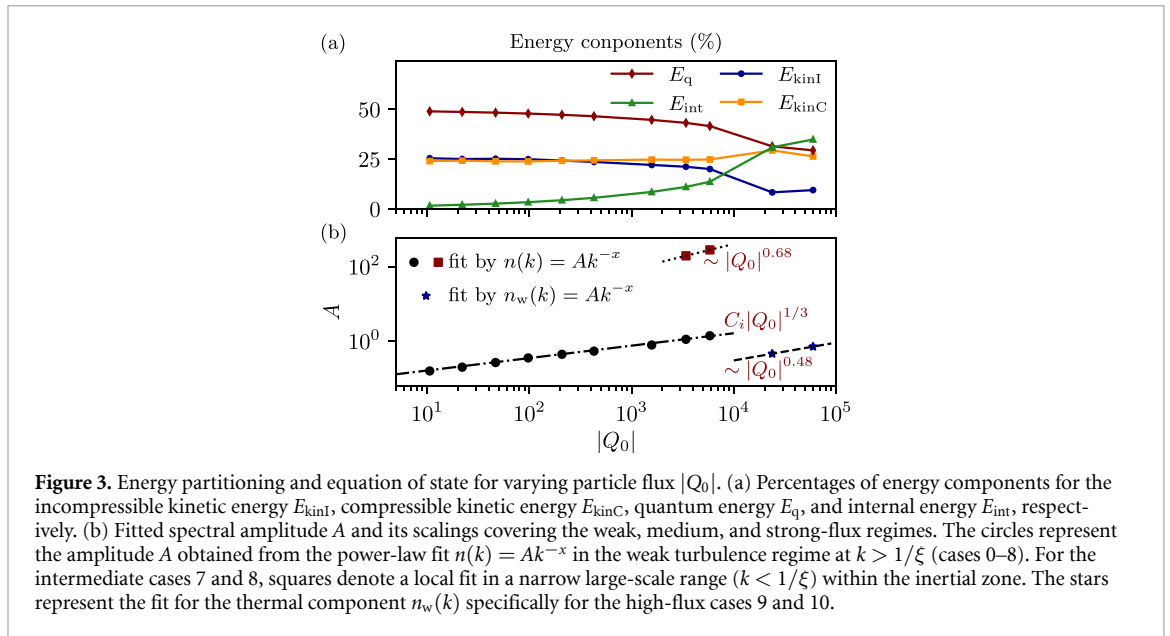 (a)
Energy conponents (%)
E_q E_kinI
E_int E_kinC
50
25
0
(b)
fit by n(k) = Ak^{-x}
fit by n_w(k) = Ak^{-x}
∼ |Q_0|^{0.68}
C_i|Q_0|^{1/3}
∼ |Q_0|^{0.48}
A
10^2
10^0
10^1 10^2 10^3 10^4 10^5
|Q_0|
Figure 3. Energy partitioning and equation of state for varying particle flux |Q_0|. (a) Percentages of energy components for the
incompressible kinetic energy E_kinI, compressible kinetic energy E_kinC, quantum energy E_q, and internal energy E_int, respect-
ively. (b) Fitted spectral amplitude A and its scalings covering the weak, medium, and strong-flux regimes. The circles represent
the amplitude A obtained from the power-law fit n(k) = Ak^{-x} in the weak turbulence regime at k > 1/ξ (cases 0–8). For the
intermediate cases 7 and 8, squares denote a local fit in a narrow large-scale range (k < 1/ξ) within the inertial zone. The stars
represent the fit for the thermal component n_w(k) specifically for the high-flux cases 9 and 10.